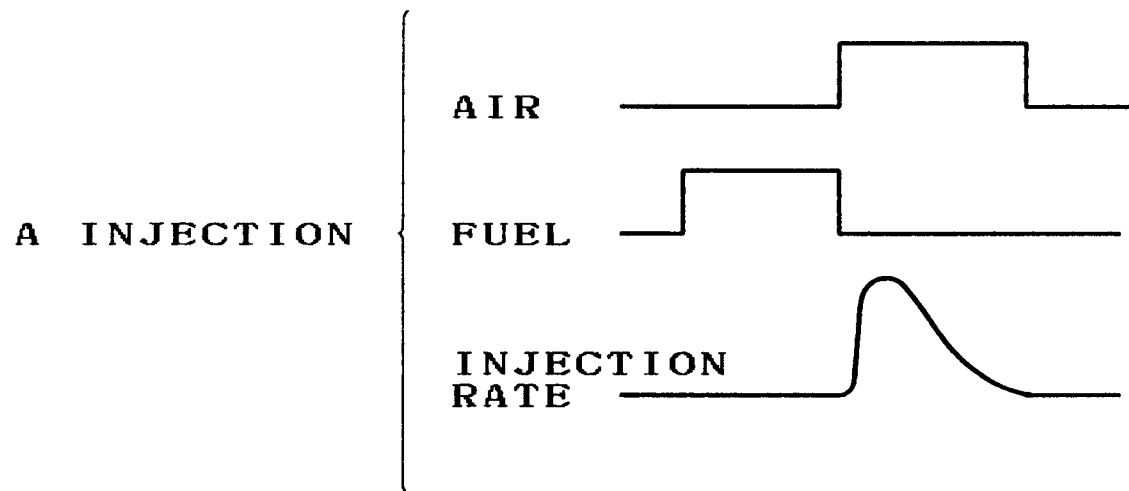 AIR
A INJECTION
FUEL
INJECTION
RATE